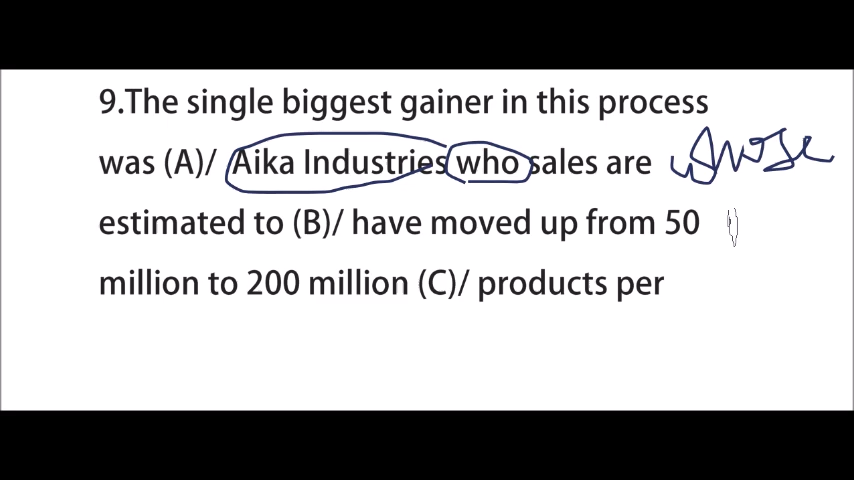 9.The single biggest gainer in this process
was (A)/ Aika Industries who sales are whose
estimated to (B)/ have moved up from 50
million to 200 million (C)/ products per